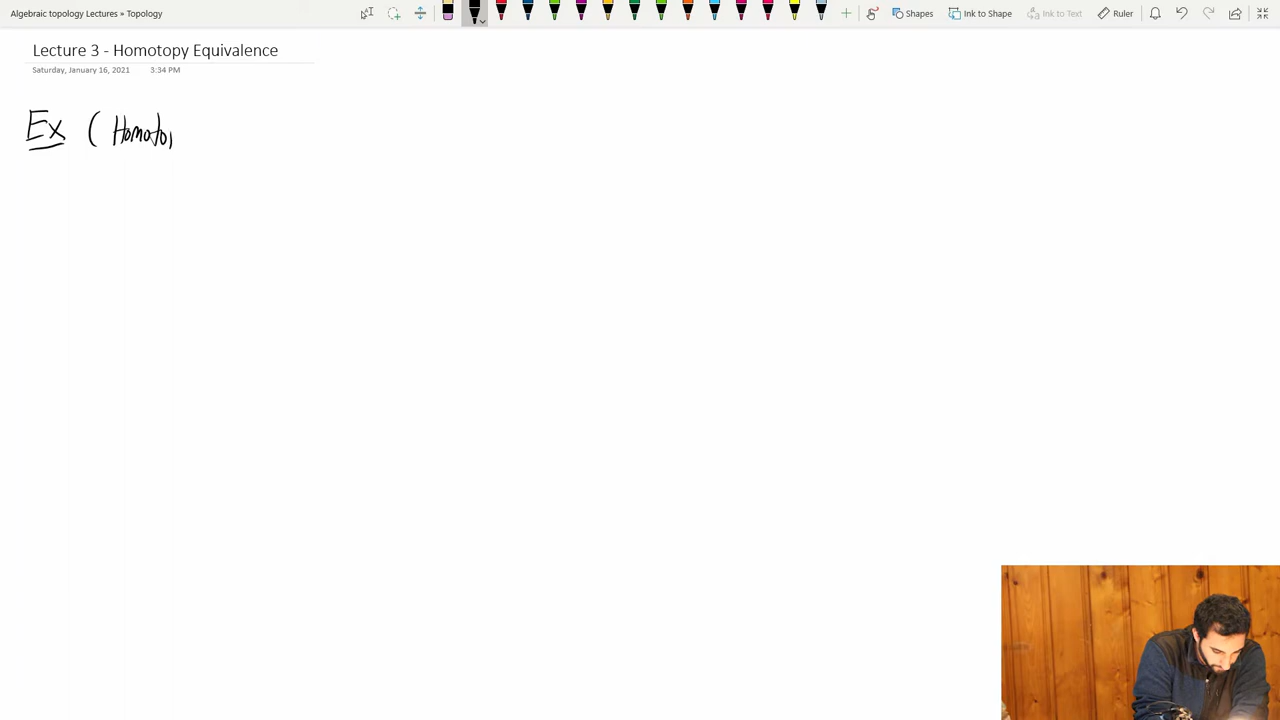 Algebraic topology Lectures » Topology
Shapes
Ink to Shape
Ink to Text
Ruler
Lecture 3 - Homotopy Equivalence
Saturday, January 16, 2021 3:34 PM
Ex ( Homoto